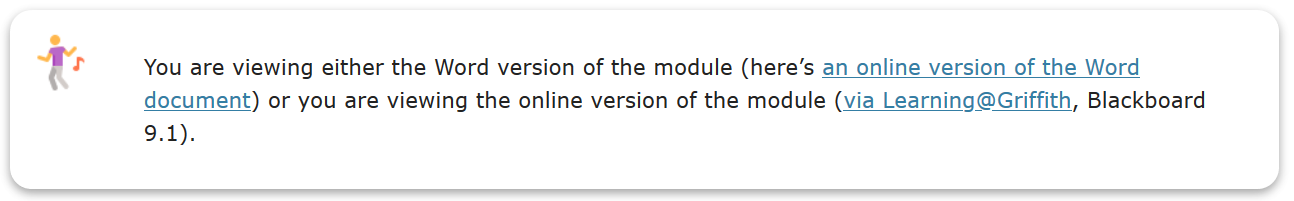 You are viewing either the Word version of the module (here’s an online version of the Word
document) or you are viewing the online version of the module (via Learning@Griffith, Blackboard
9.1).